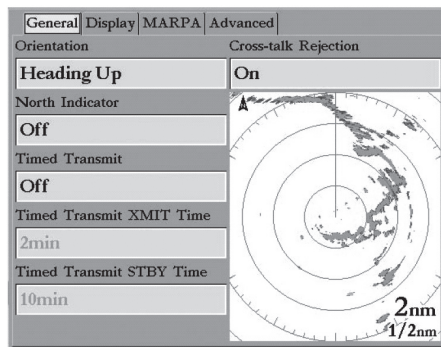 General Display MARPA Advanced
Orientation
Heading Up
Cross-talk Rejection
On
North Indicator
Off
Timed Transmit
Off
Timed Transmit XMIT Time
2min
Timed Transmit STBY Time
10min
2nm
1/2nm